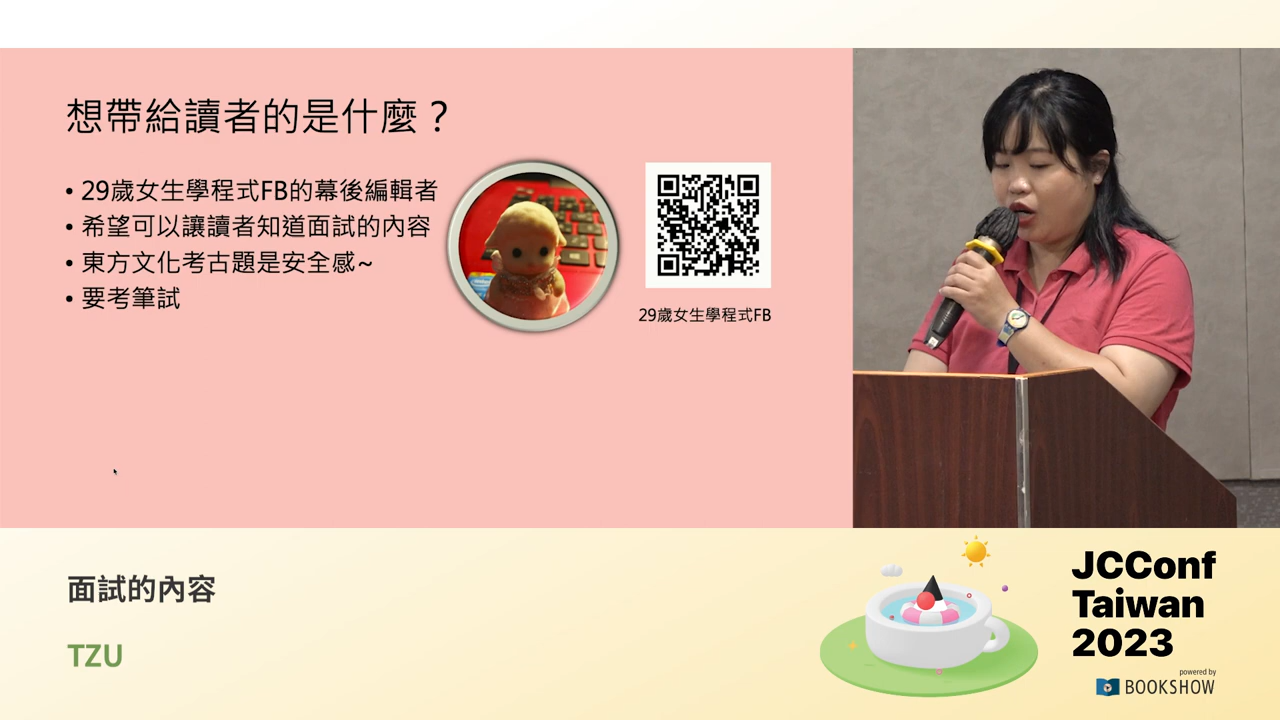 想帶給讀者的是什麼？
• 29歲女生學程式FB的幕後編輯者
• 希望可以讓讀者知道面試的內容
• 東方文化考古題是安全感~
• 要考筆試
29歲女生學程式FB
面試的內容
TZU
JCConf
Taiwan
2023
powered by
BOOKSHOW